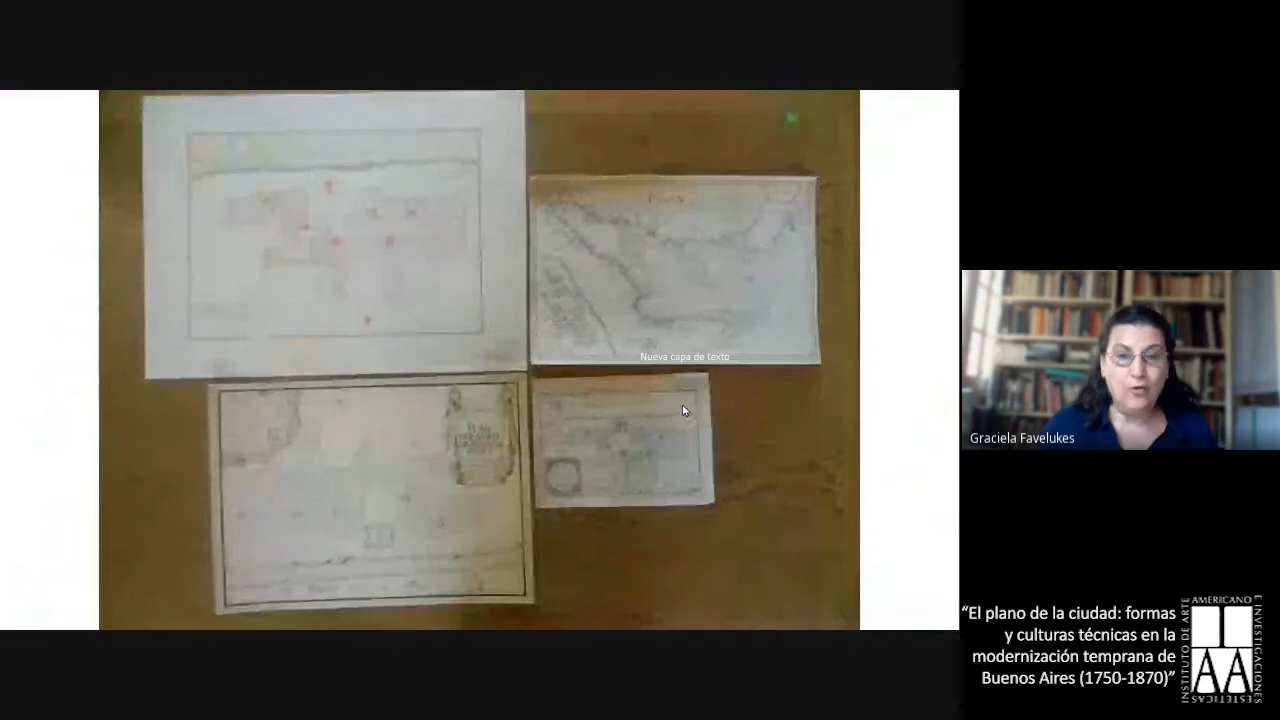 Nueva capa de texto
Graciela Favelukes
“El plano de la ciudad: formas
y culturas técnicas en la
modernización temprana de
Buenos Aires (1750-1870)”
INSTITUTO DE ARTE
AMERICANO
E INVESTIGACIONES
ESTÉTICAS
AA